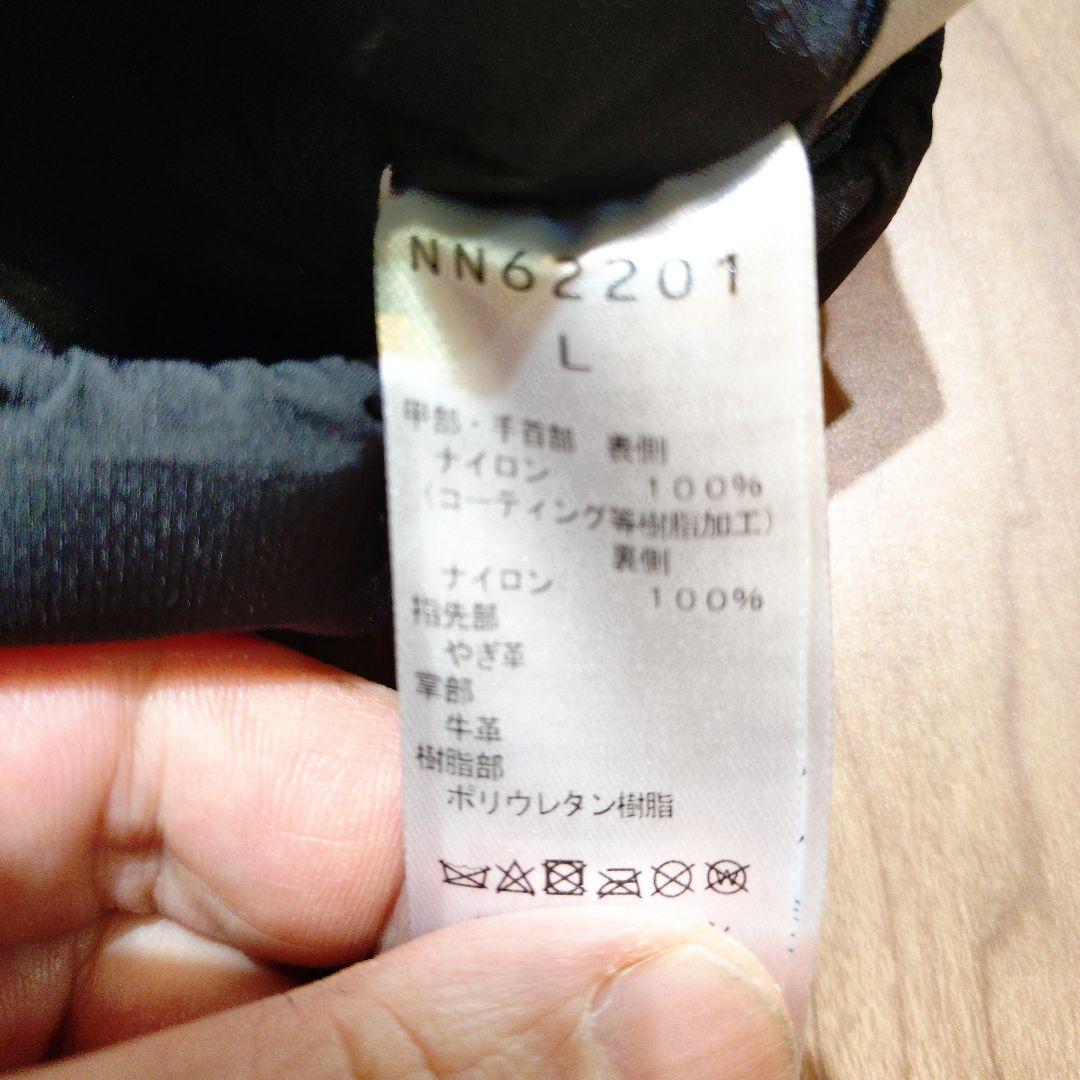 NN62201
L
甲部・手首部 表側
ナイロン 100%
（コーティング等樹脂加工）
裏側
ナイロン 100%
指先部
やぎ革
掌部
牛革
樹脂部
ポリウレタン樹脂
W